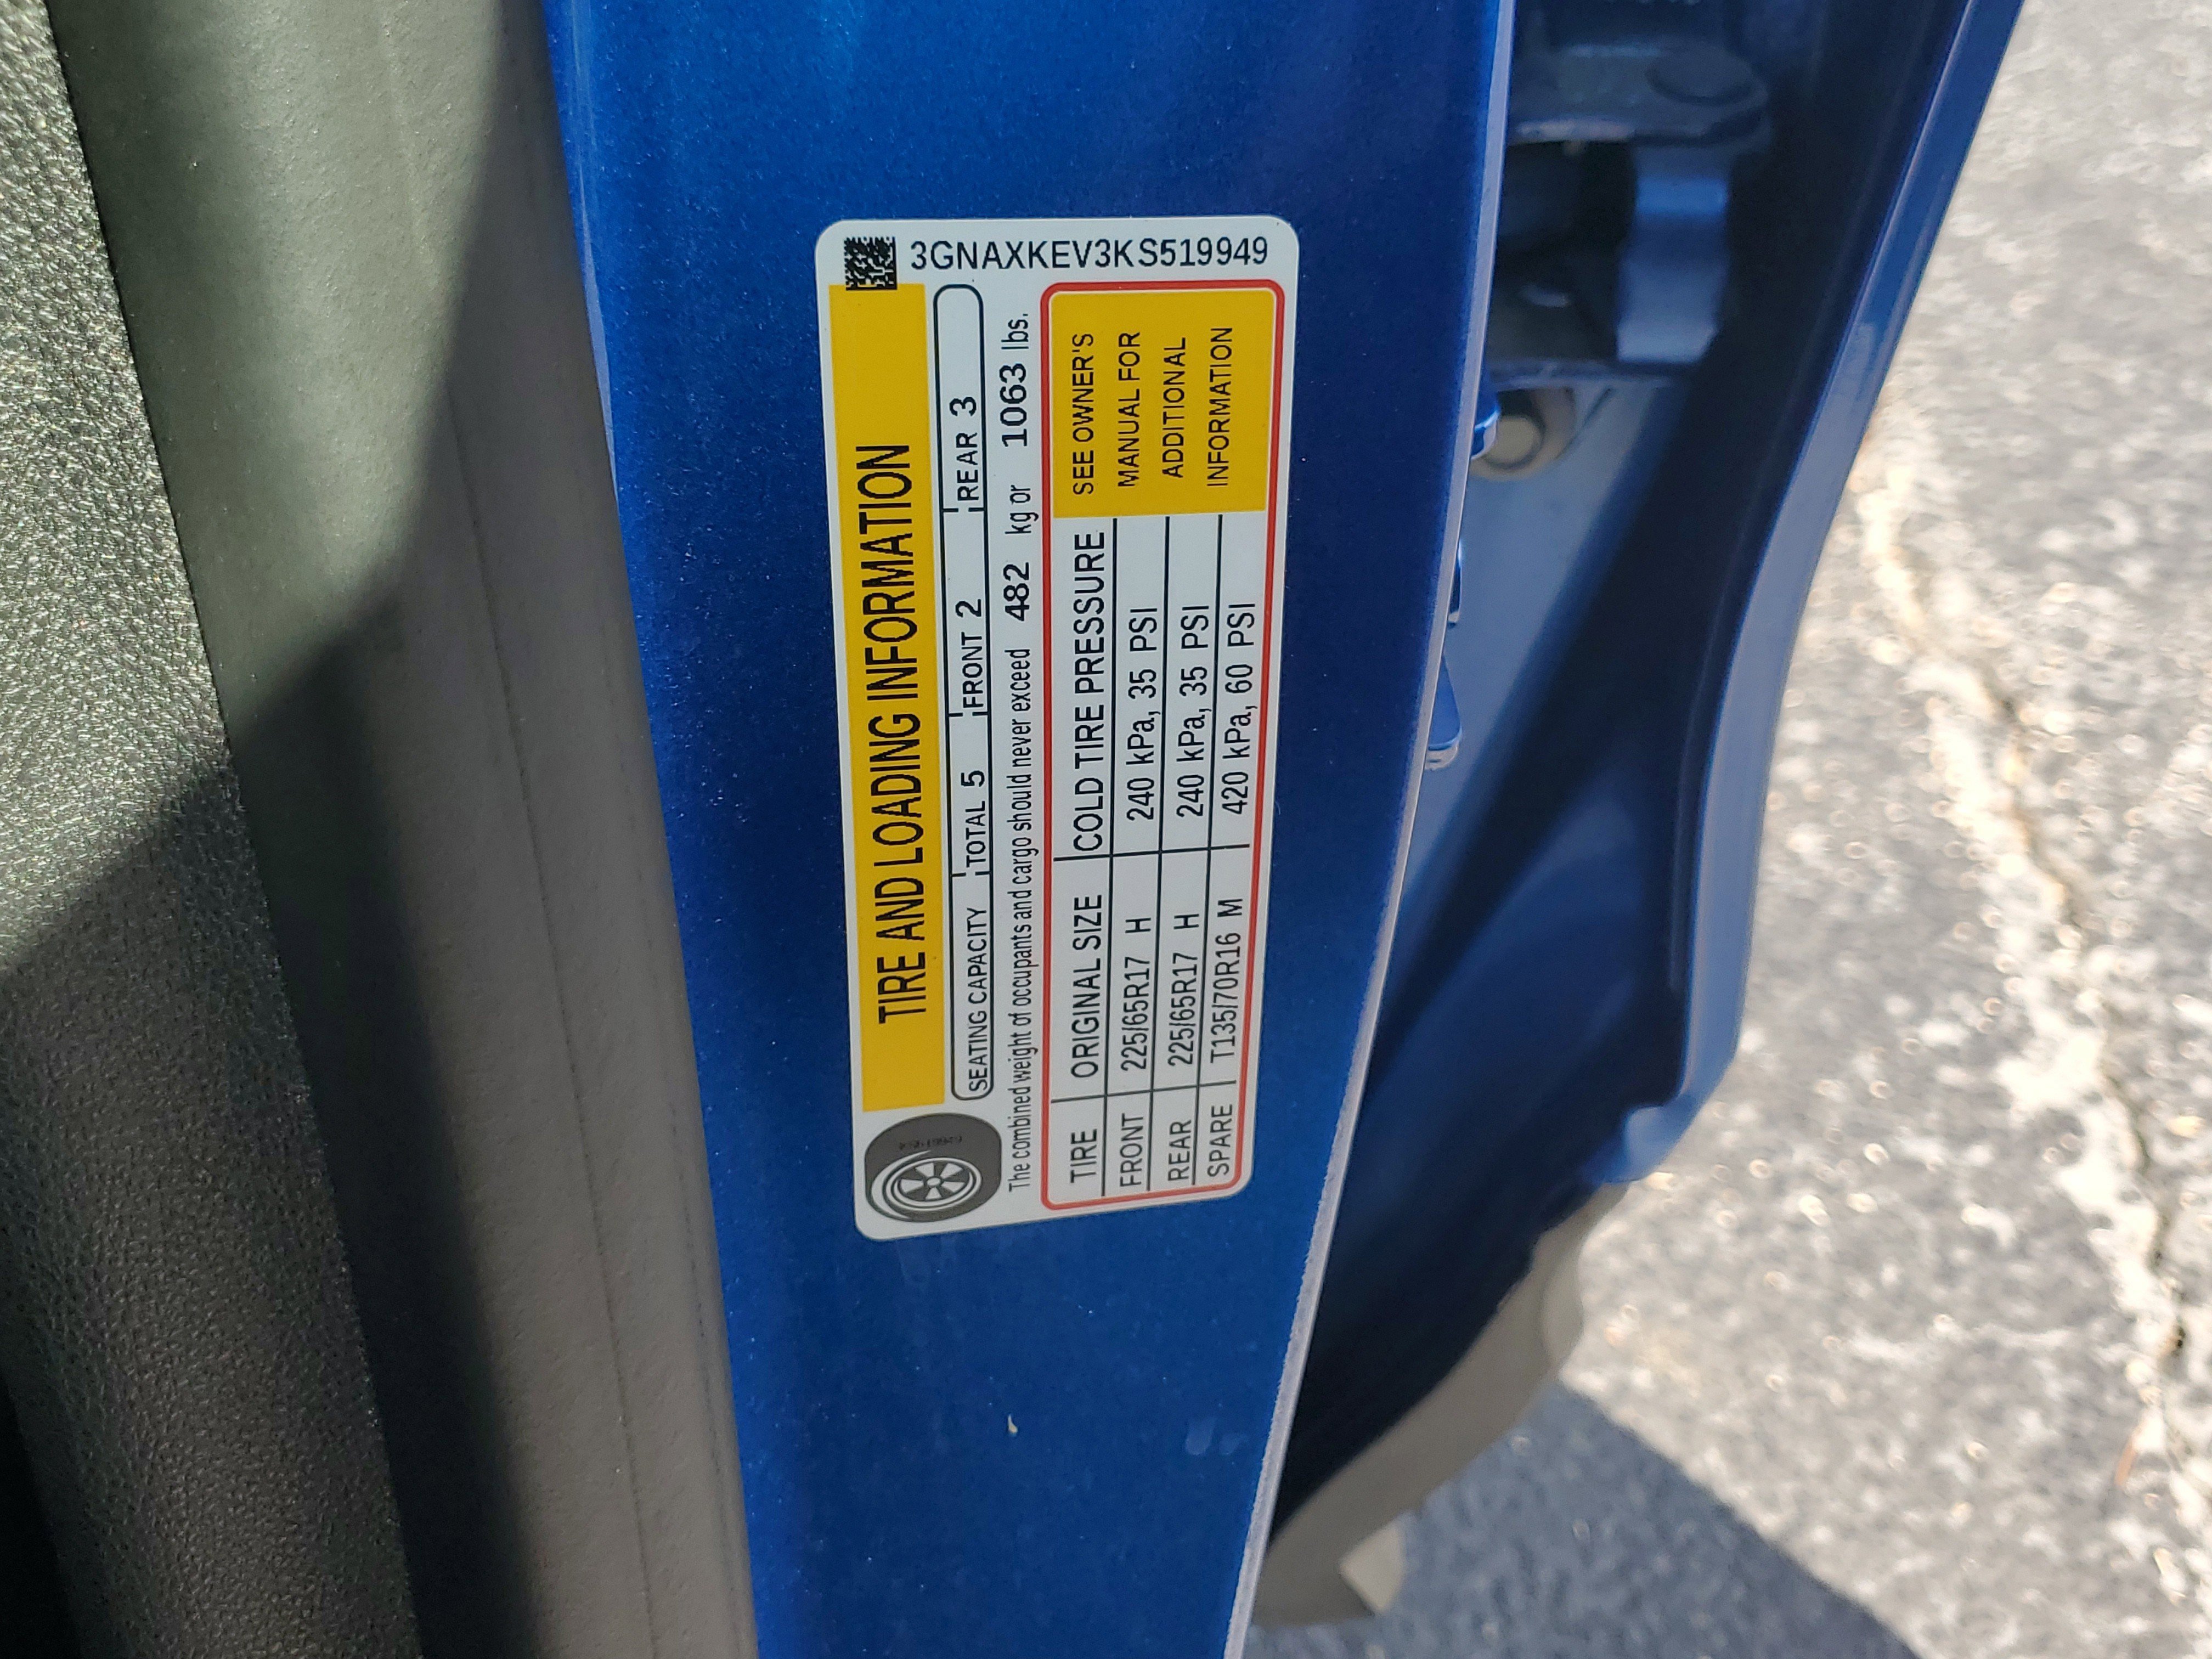 TIRE AND LOADING INFORMATION
SEATING CAPACITY TOTAL 5 FRONT 2 REAR 3
The combined weight of occupants and cargo should never exceed 482 kg or 1063 lbs.
TIRE ORIGINAL SIZE COLD TIRE PRESSURE
FRONT 225/65R17 H 240 kPa, 35 PSI
REAR 225/65R17 H 240 kPa, 35 PSI
SPARE T135/70R16 M 420 kPa, 60 PSI
SEE OWNER'S
MANUAL FOR
ADDITIONAL
INFORMATION
3GNAXKEV3KS519949